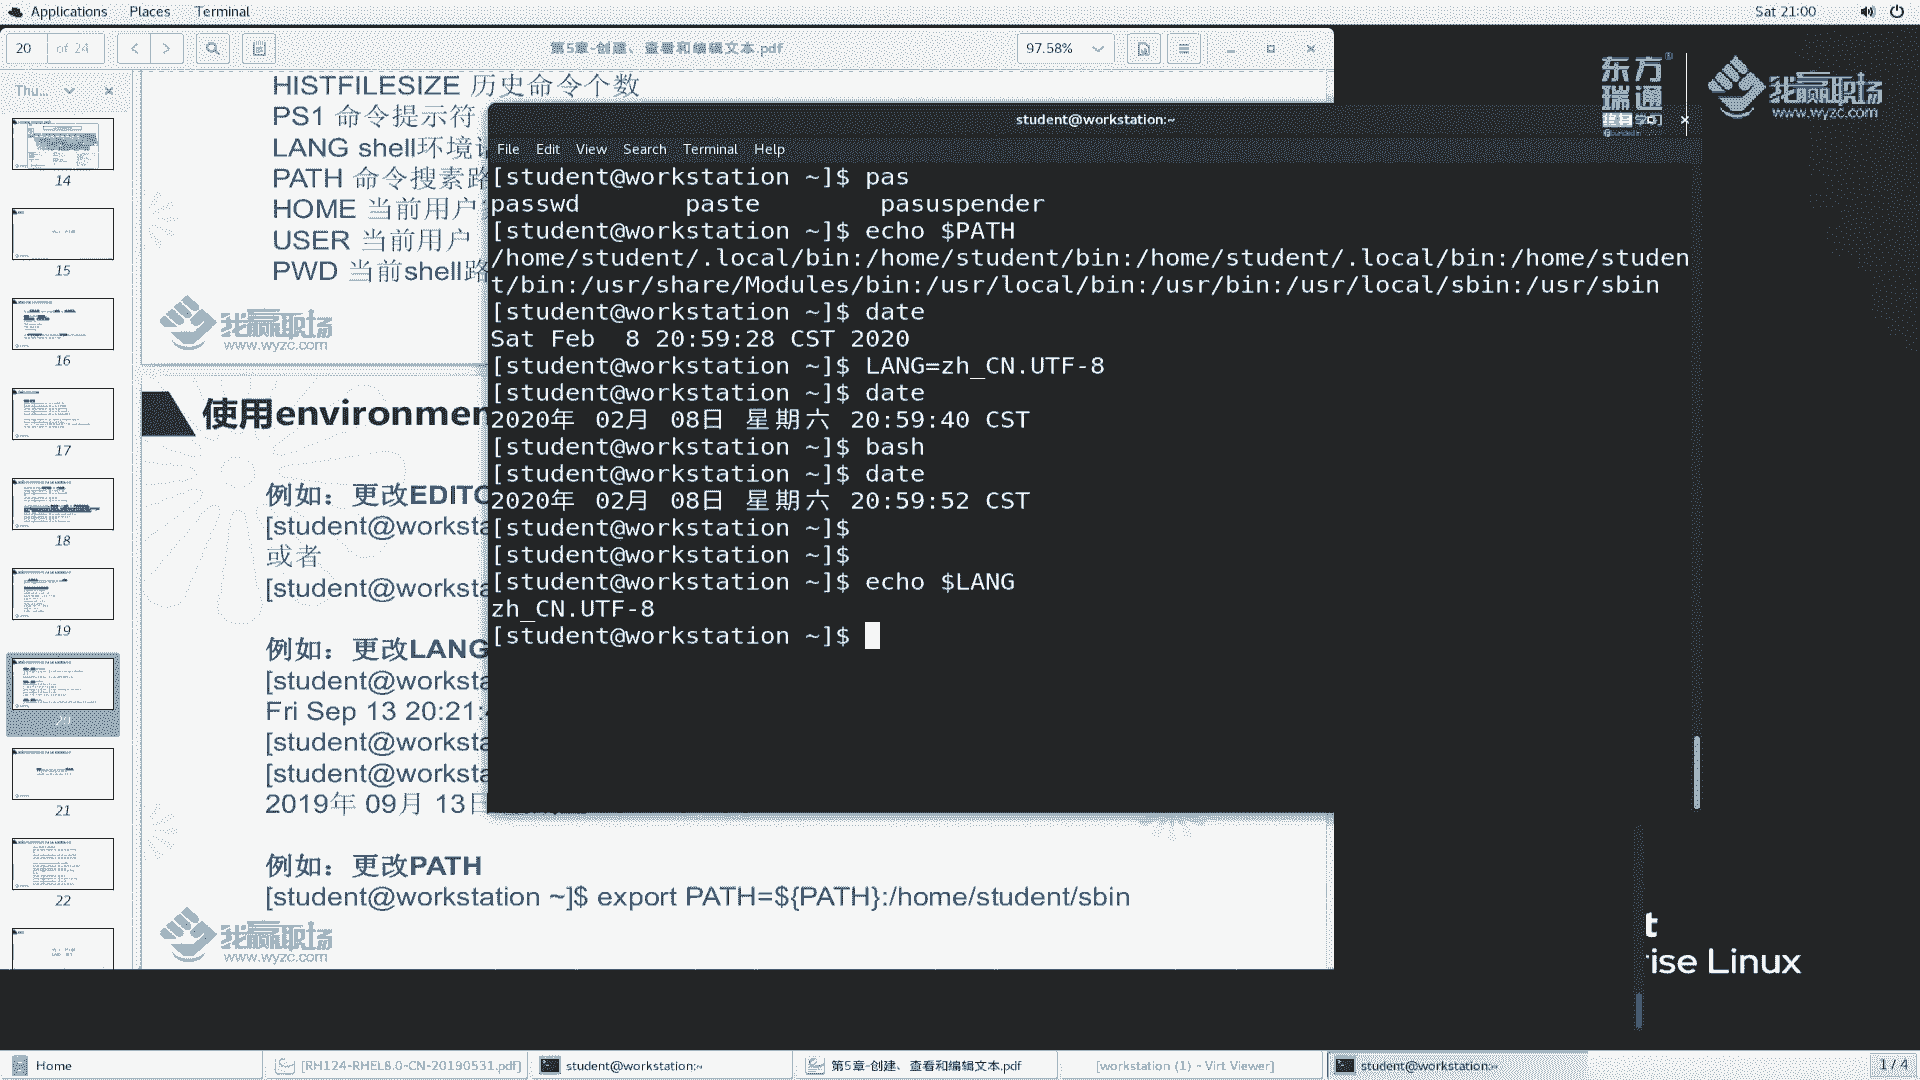 Applications Places Terminal
Sat 21:00
20 of 24
第5章-创建、查看和编辑文本.pdf
97.58%
Thu...
14
15
16
17
18
19
20
21
22
HISTFILESIZE 历史命令个数
PS1 命令提示符
LANG shell环境
PATH 命令搜素路
HOME 当前用户
USER 当前用户
PWD 当前shell路
我赢职场
www.wyzc.com
使用environmen
例如：更改EDITO
[student@worksta
或者
[student@worksta
例如：更改LANG
[student@worksta
Fri Sep 13 20:21:
[student@worksta
[student@worksta
2019年 09月 13日
例如：更改PATH
[student@workstation ~]$ export PATH=${PATH}:/home/student/sbin
我赢职场
www.wyzc.com
student@workstation:~
File Edit View Search Terminal Help
[student@workstation ~]$ pas
passwd paste pasuspender
[student@workstation ~]$ echo $PATH
/home/student/.local/bin:/home/student/bin:/home/student/.local/bin:/home/studen
t/bin:/usr/share/Modules/bin:/usr/local/bin:/usr/bin:/usr/local/sbin:/usr/sbin
[student@workstation ~]$ date
Sat Feb  8 20:59:28 CST 2020
[student@workstation ~]$ LANG=zh_CN.UTF-8
[student@workstation ~]$ date
2020年 02月 08日 星期六 20:59:40 CST
[student@workstation ~]$ bash
[student@workstation ~]$ date
2020年 02月 08日 星期六 20:59:52 CST
[student@workstation ~]$
[student@workstation ~]$
[student@workstation ~]$ echo $LANG
zh_CN.UTF-8
[student@workstation ~]$
东方
瑞通
终身学习
我赢职场
www.wyzc.com
t
rise Linux
Home
[RH124-RHEL8.0-CN-20190531.pdf]
student@workstation:~
第5章-创建、查看和编辑文本.pdf
[workstation (1) - Virt Viewer]
student@workstation:~
1 / 4